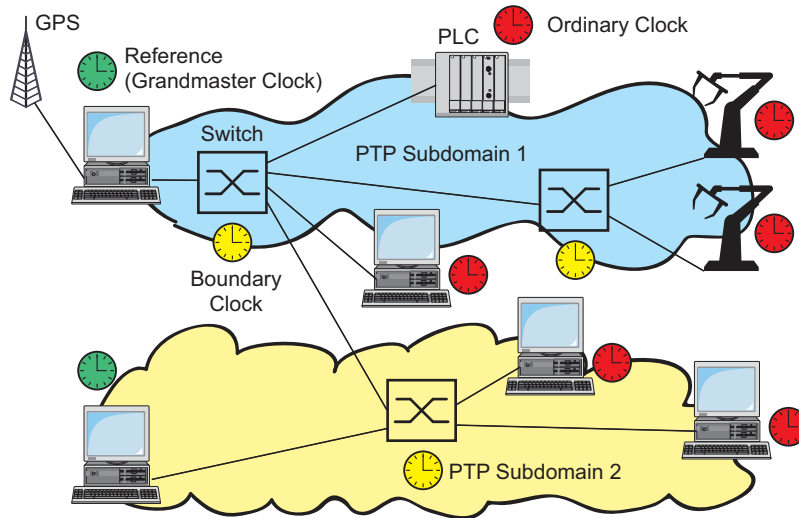 GPS
Reference
(Grandmaster Clock)
PLC
Ordinary Clock
Switch
PTP Subdomain 1
Boundary
Clock
PTP Subdomain 2